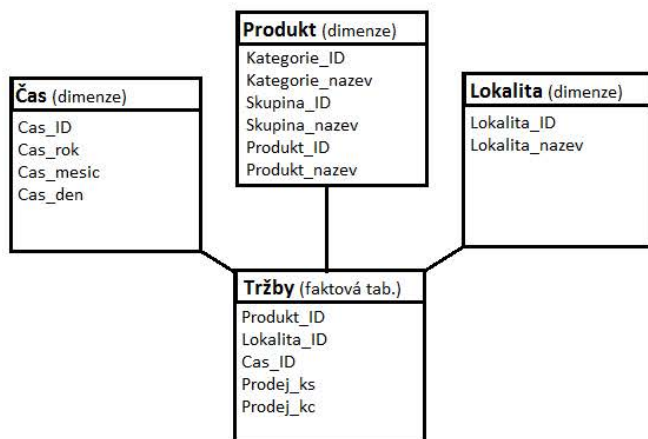 Produkt (dimenze)
Kategorie_ID
Kategorie_nazev
Skupina_ID
Skupina_nazev
Produkt_ID
Produkt_nazev
Čas (dimenze)
Cas_ID
Cas_rok
Cas_mesic
Cas_den
Lokalita (dimenze)
Lokalita_ID
Lokalita_nazev
Tržby (faktová tab.)
Produkt_ID
Lokalita_ID
Cas_ID
Prodej_ks
Prodej_kc